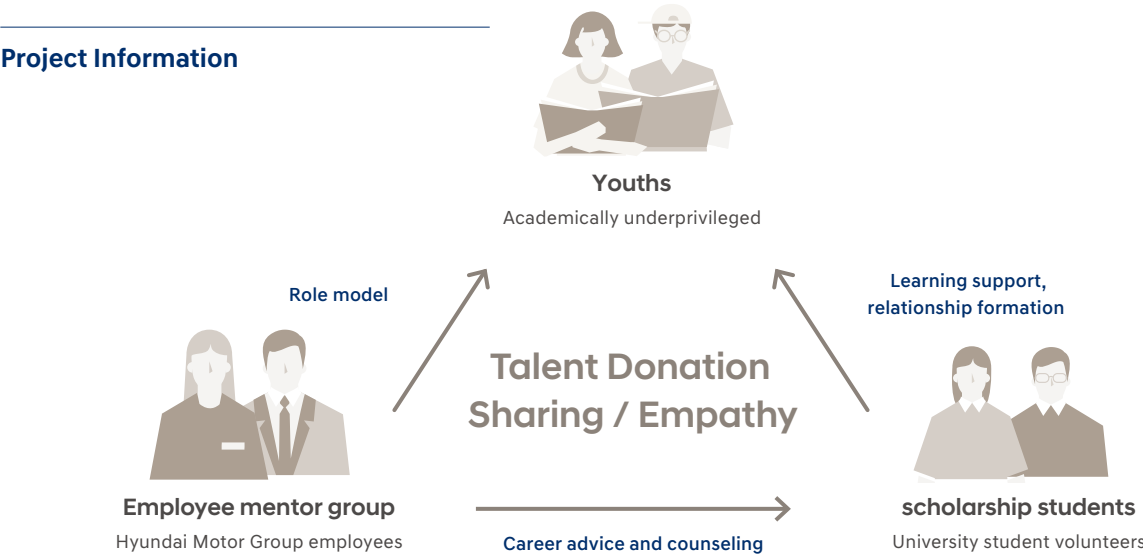 Project Information
Youths
Academically underprivileged
Role model
Learning support,
relationship formation
Talent Donation
Sharing / Empathy
Employee mentor group
Hyundai Motor Group employees
Career advice and counseling
scholarship students
University student volunteers